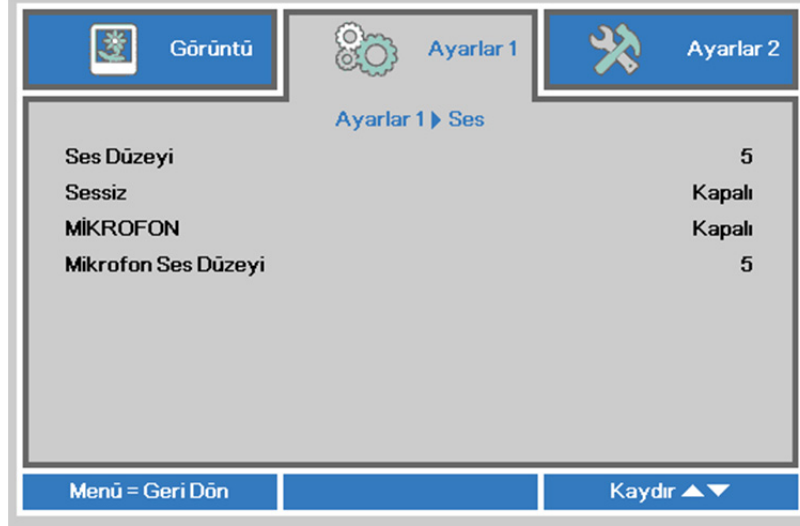 Görüntü Ayarlar 1 Ayarlar 2
Ayarlar 1 ▶ Ses
Ses Düzeyi 5
Sessiz Kapalı
MİKROFON Kapalı
Mikrofon Ses Düzeyi 5
Menü = Geri Dön Kaydır ▲▼